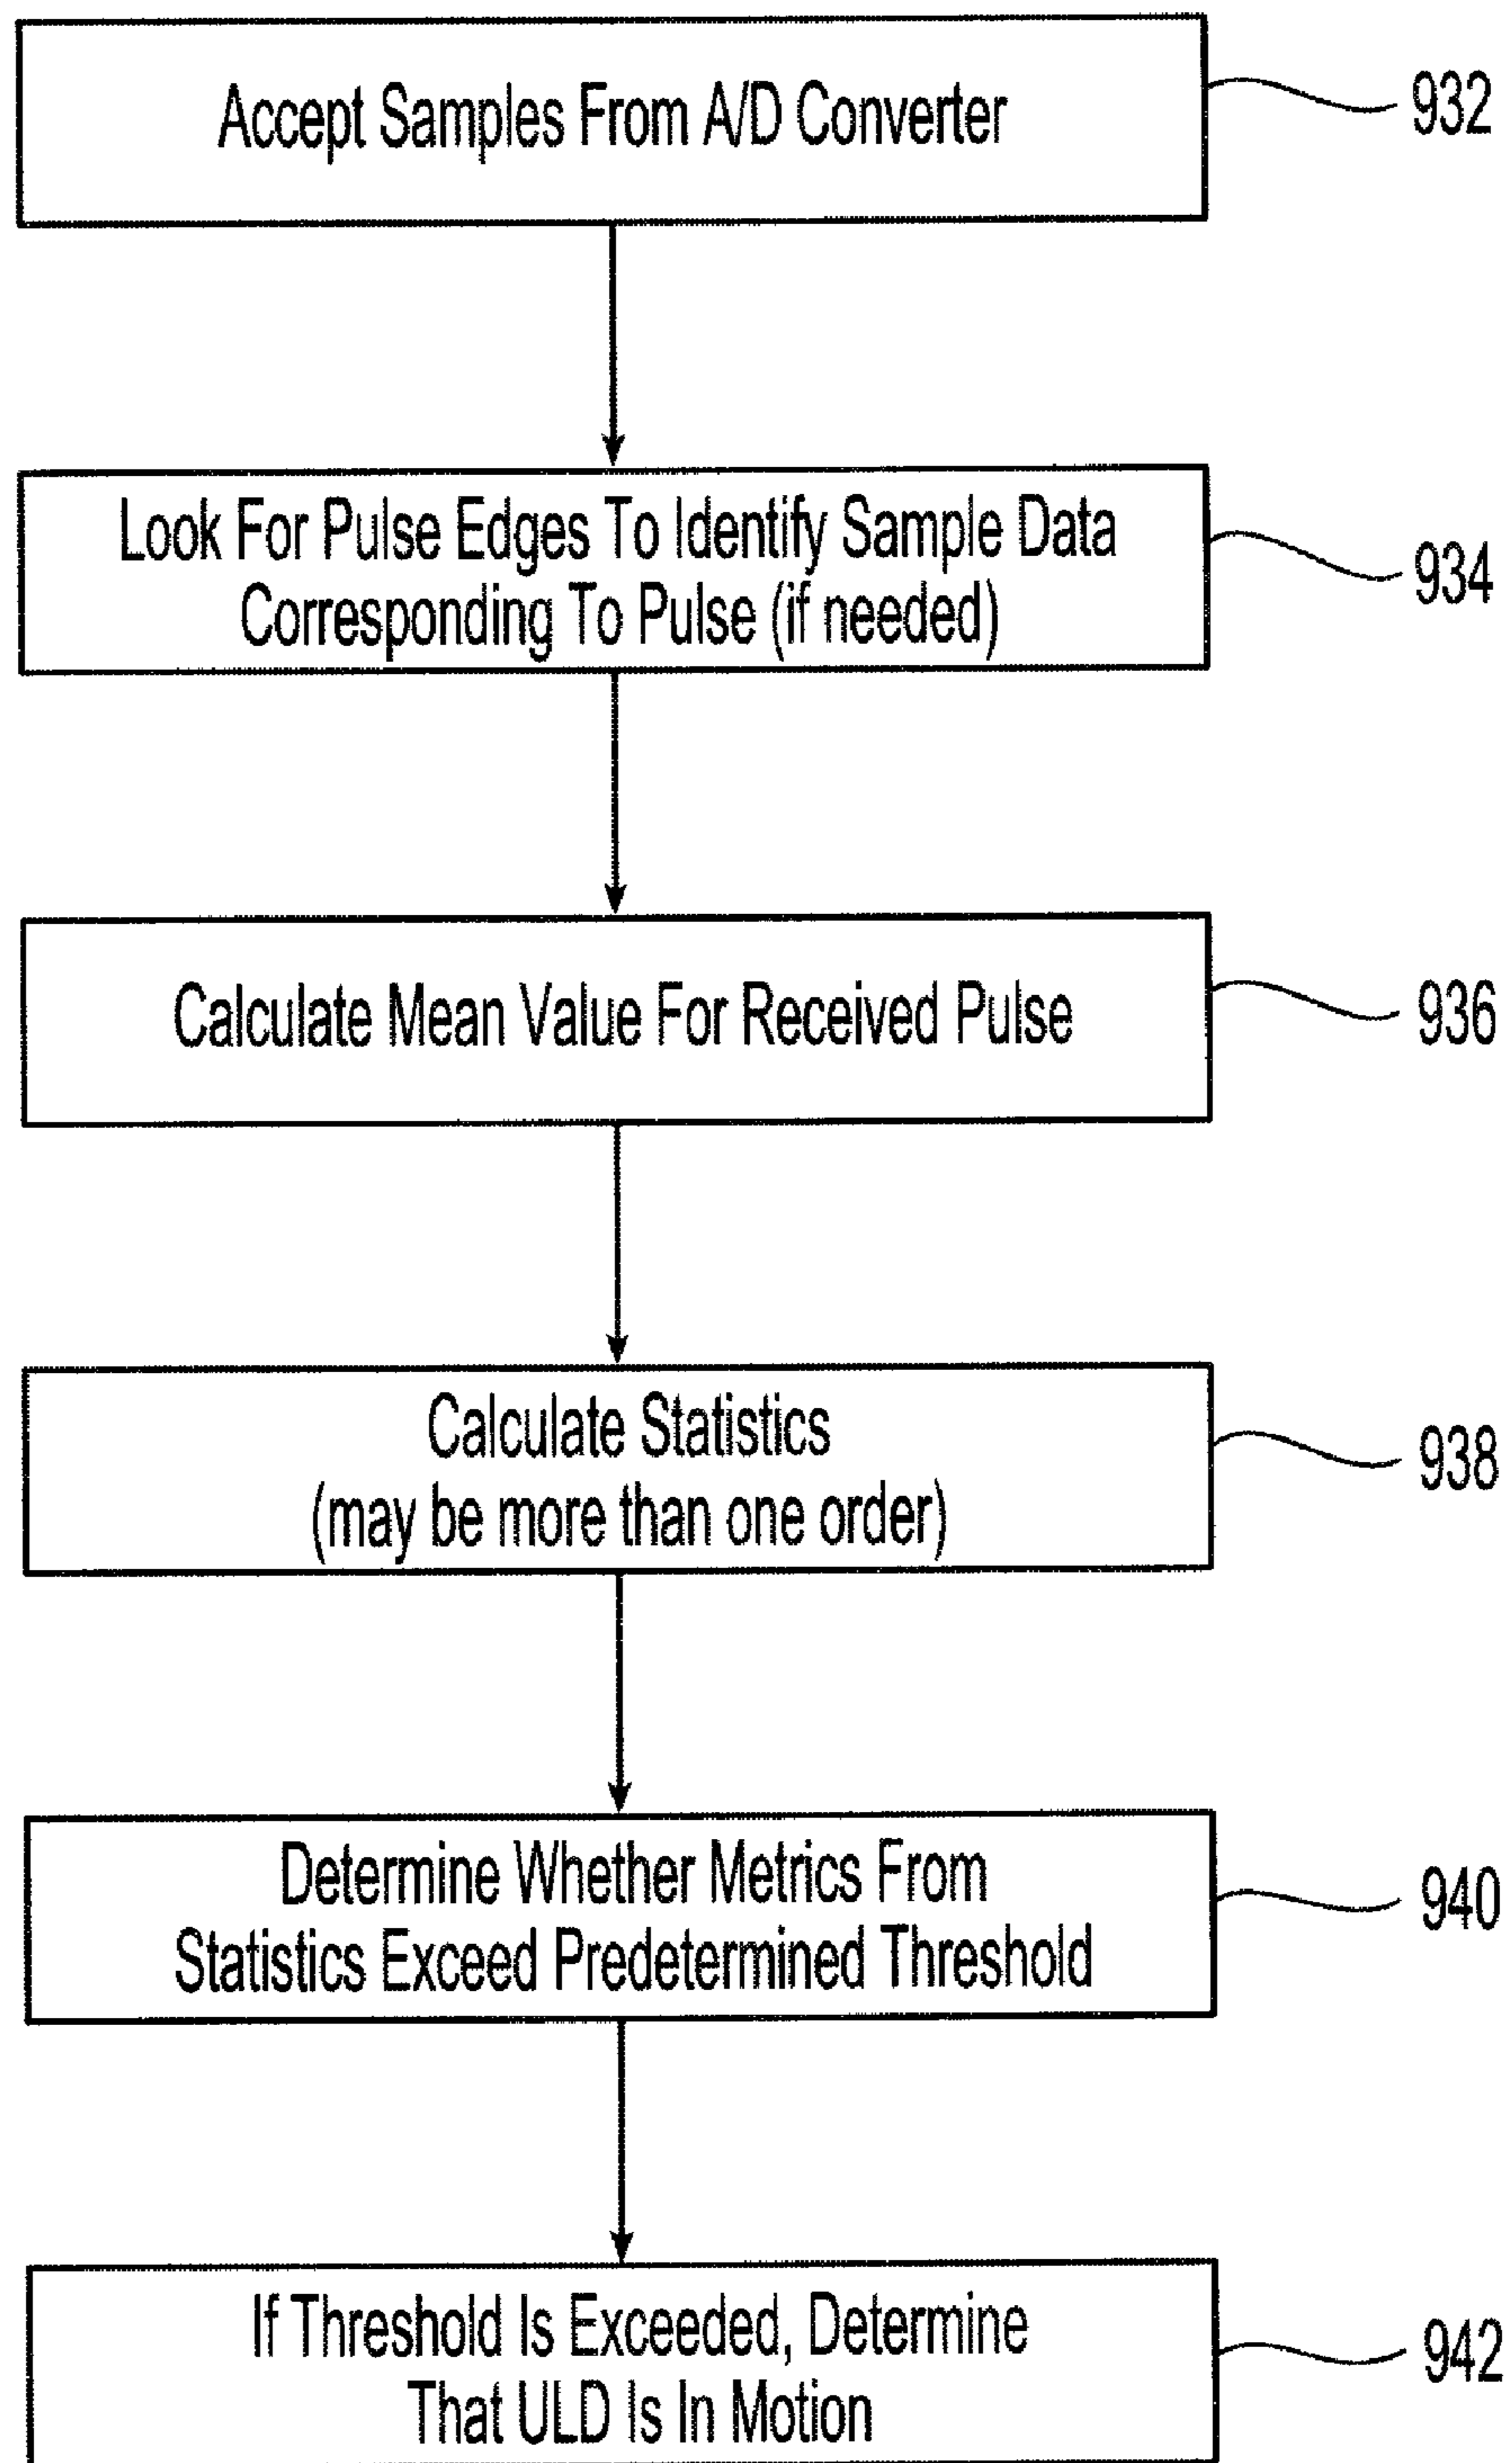 Accept Samples From A/D Converter
932
Look For Pulse Edges To Identify Sample Data
Corresponding To Pulse (if needed)
934
Calculate Mean Value For Received Pulse
936
Calculate Statistics
(may be more than one order)
938
Determine Whether Metrics From
Statistics Exceed Predetermined Threshold
940
If Threshold Is Exceeded, Determine
That ULD Is In Motion
942